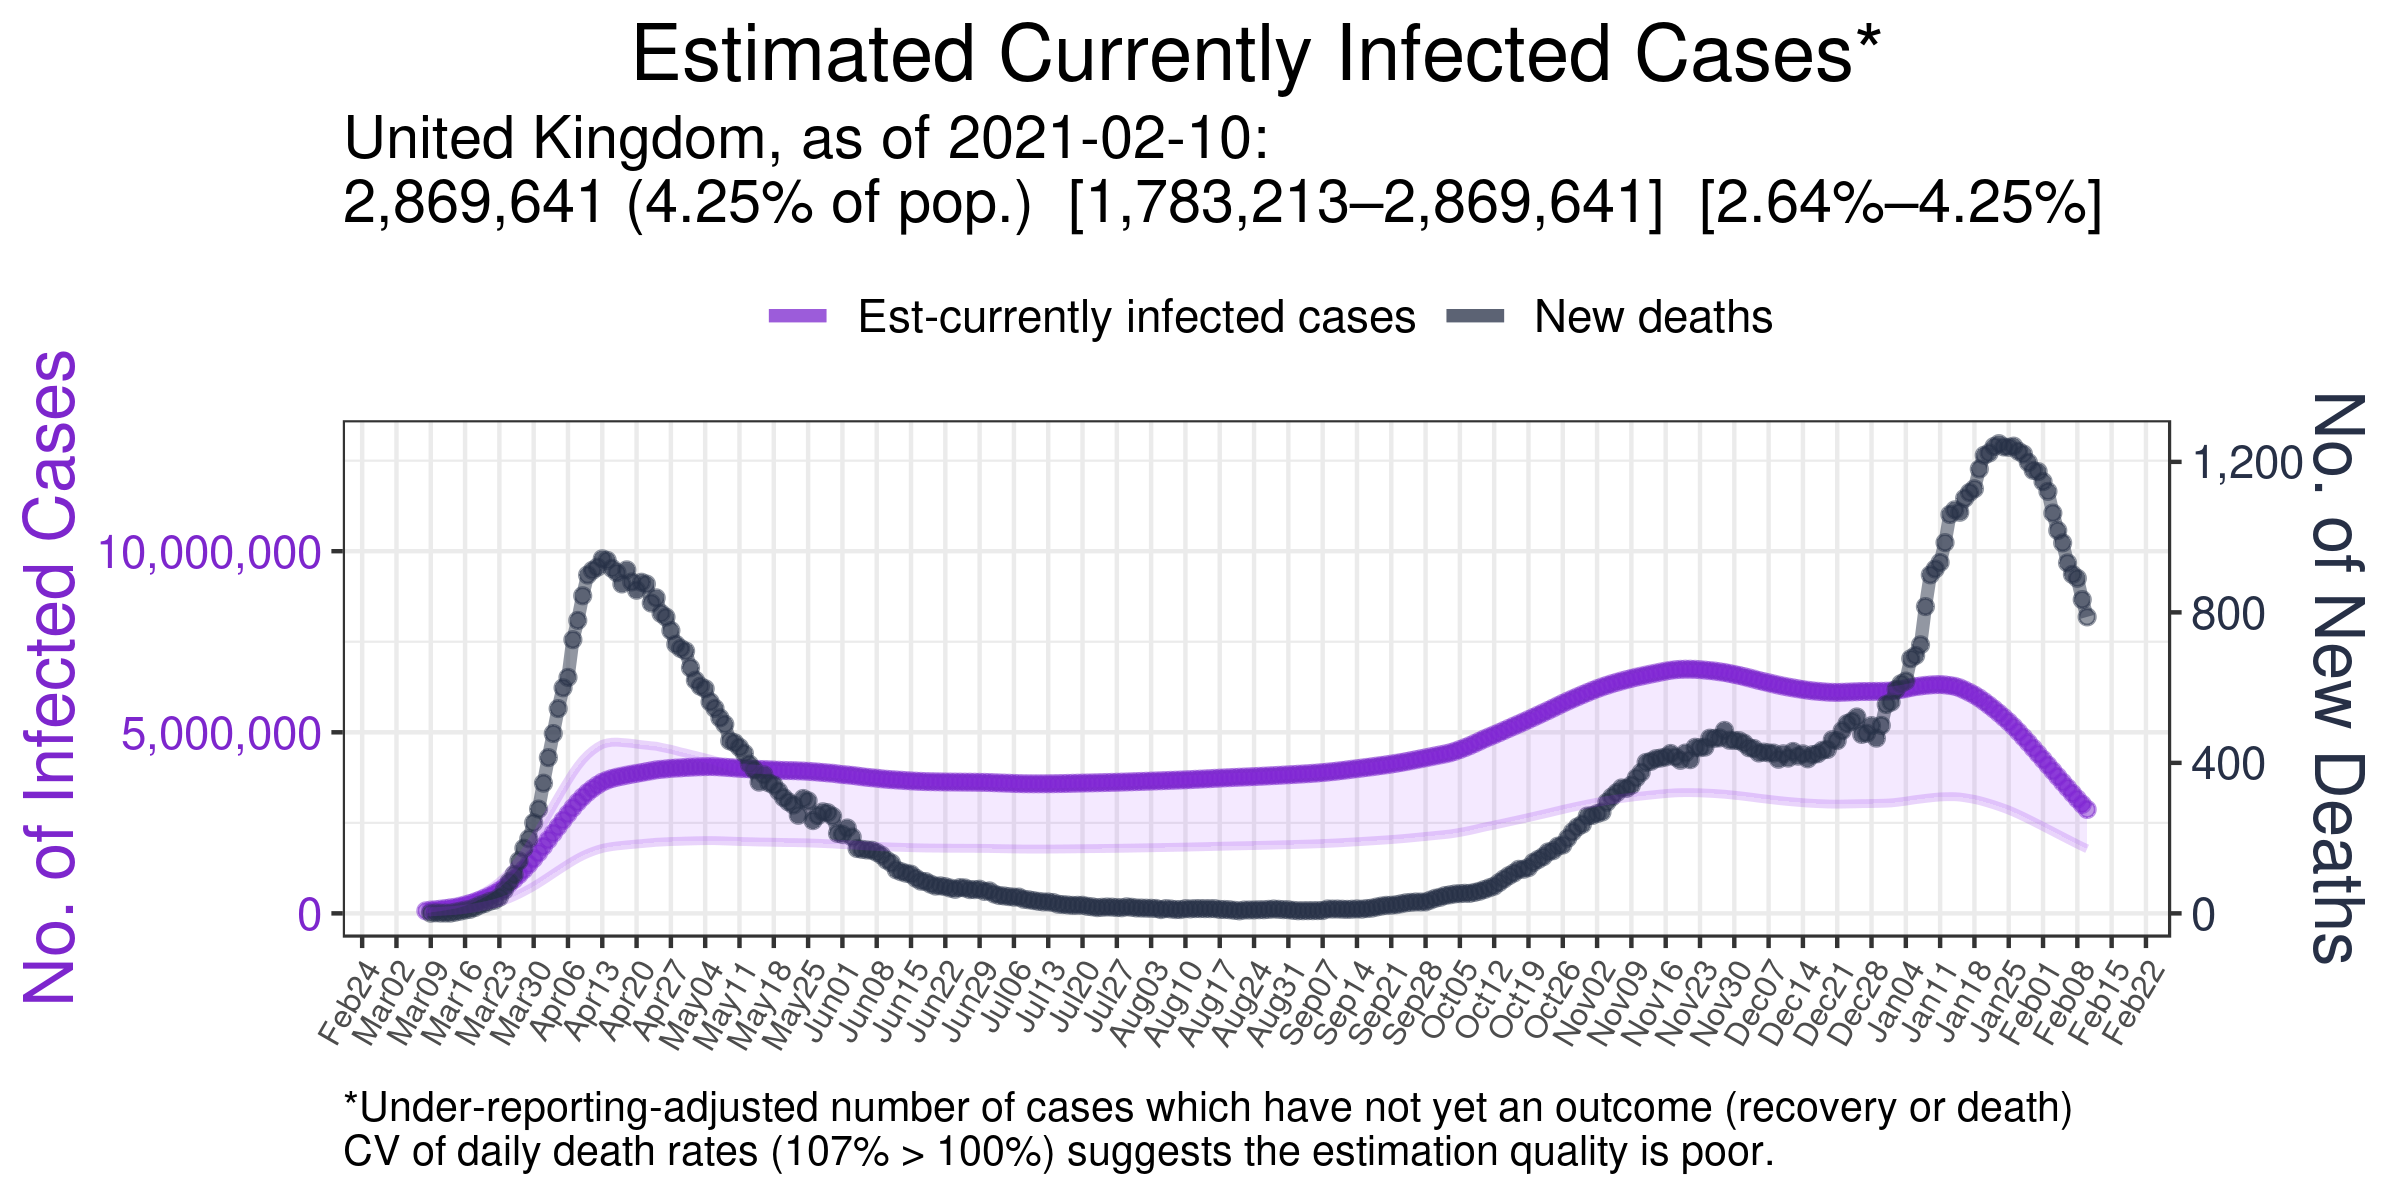 Estimated Currently Infected Cases*
United Kingdom, as of 2021-02-10:
2,869,641 (4.25% of pop.) [1,783,213–2,869,641] [2.64%–4.25%]
Est-currently infected cases New deaths
No. of Infected Cases
10,000,000
5,000,000
0
1,200
800
400
0
No. of New Deaths
Feb24 Mar02 Mar09 Mar16 Mar23 Mar30 Apr06 Apr13 Apr20 Apr27 May04 May11 May18 May25 Jun01 Jun08 Jun15 Jun22 Jun29 Jul06 Jul13 Jul20 Jul27 Aug03 Aug10 Aug17 Aug24 Aug31 Sep07 Sep14 Sep21 Sep28 Oct05 Oct12 Oct19 Oct26 Nov02 Nov09 Nov16 Nov23 Nov30 Dec07 Dec14 Dec21 Dec28 Jan04 Jan11 Jan18 Jan25 Feb01 Feb08 Feb15 Feb22
*Under-reporting-adjusted number of cases which have not yet an outcome (recovery or death)
CV of daily death rates (107% > 100%) suggests the estimation quality is poor.